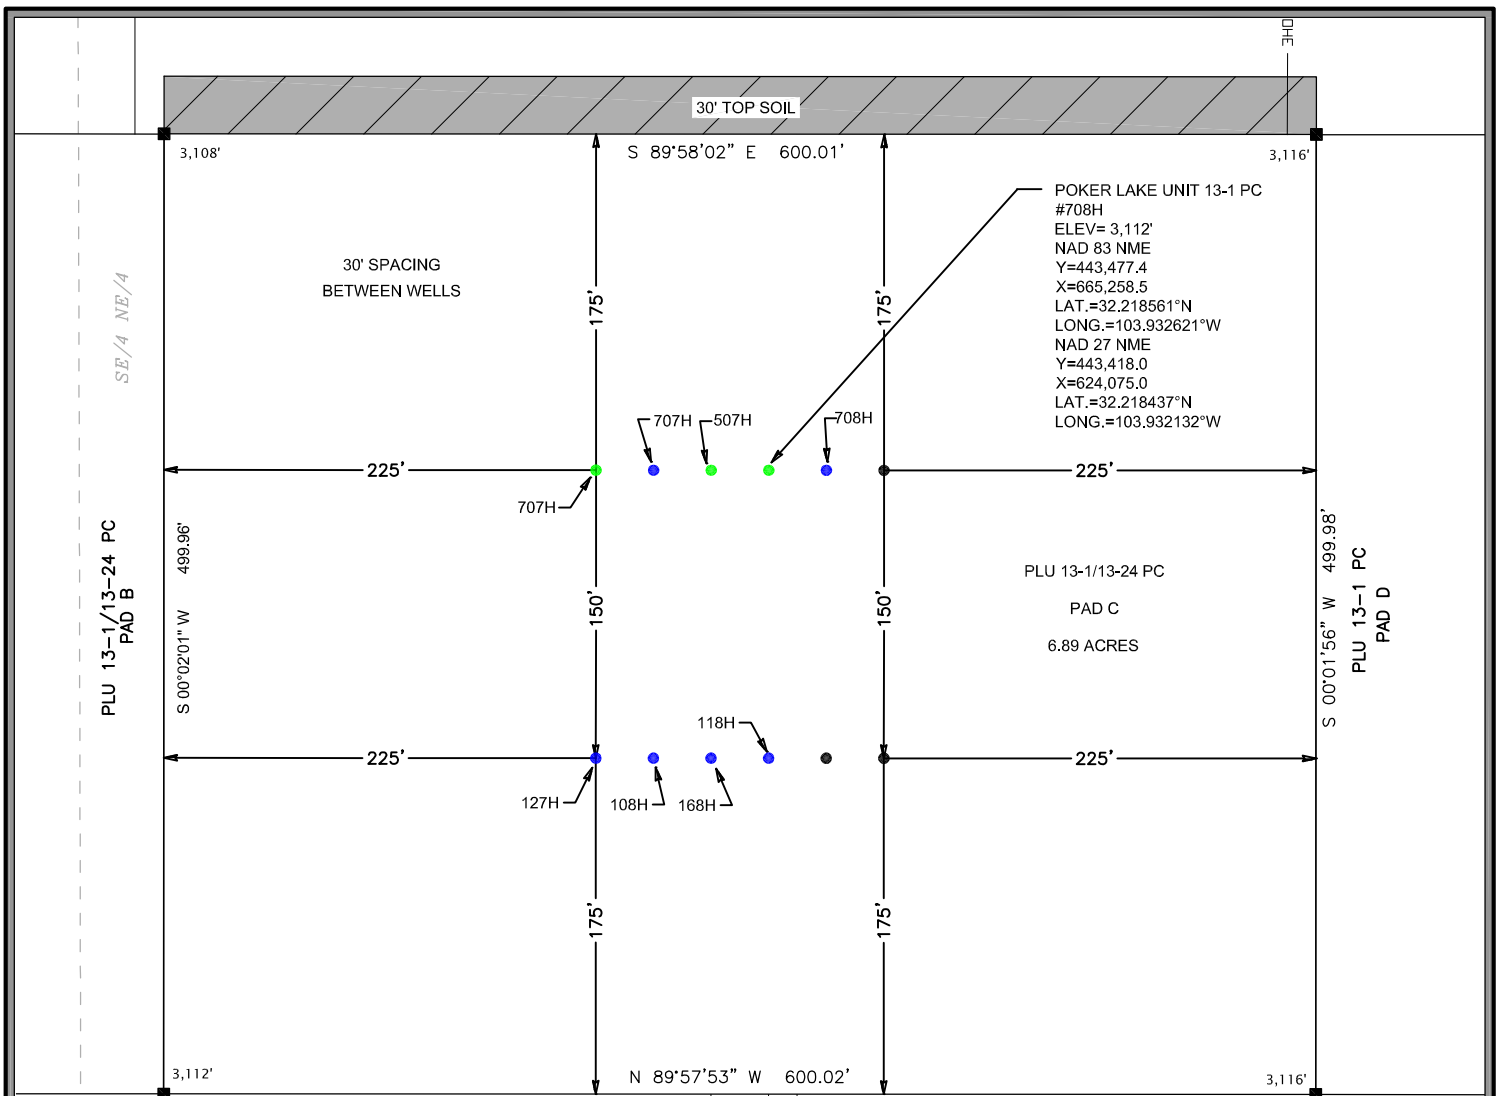 OHE
30' TOP SOIL
3,108'
S 89°58'02" E 600.01'
3,116'
POKER LAKE UNIT 13-1 PC
#708H
ELEV= 3,112'
NAD 83 NME
Y=443,477.4
X=665,258.5
LAT.=32.218561°N
LONG.=103.932621°W
NAD 27 NME
Y=443,418.0
X=624,075.0
LAT.=32.218437°N
LONG.=103.932132°W
30' SPACING
BETWEEN WELLS
SE/4 NE/4
175'
175'
707H
507H
708H
225'
225'
707H
PLU 13-1/13-24 PC
PAD B
S 00°02'01" W 499.96'
150'
150'
PLU 13-1/13-24 PC
PAD C
6.89 ACRES
S 00°01'56" W 499.98'
PLU 13-1 PC
PAD D
118H
225'
225'
127H
108H
168H
175'
175'
3,112'
N 89°57'53" W 600.02'
3,116'